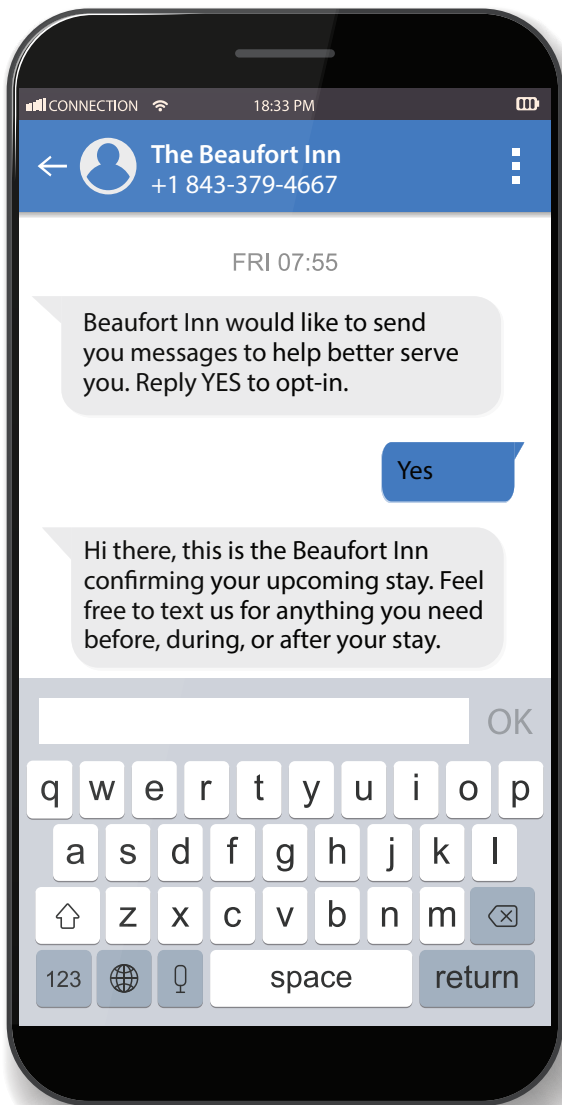 CONNECTION 18:33 PM
The Beaufort Inn
+1 843-379-4667
FRI 07:55
Beaufort Inn would like to send
you messages to help better serve
you. Reply YES to opt-in.
Yes
Hi there, this is the Beaufort Inn
confirming your upcoming stay. Feel
free to text us for anything you need
before, during, or after your stay.
OK
q w e r t y u i o p
a s d f g h j k l
z x c v b n m
123 space return